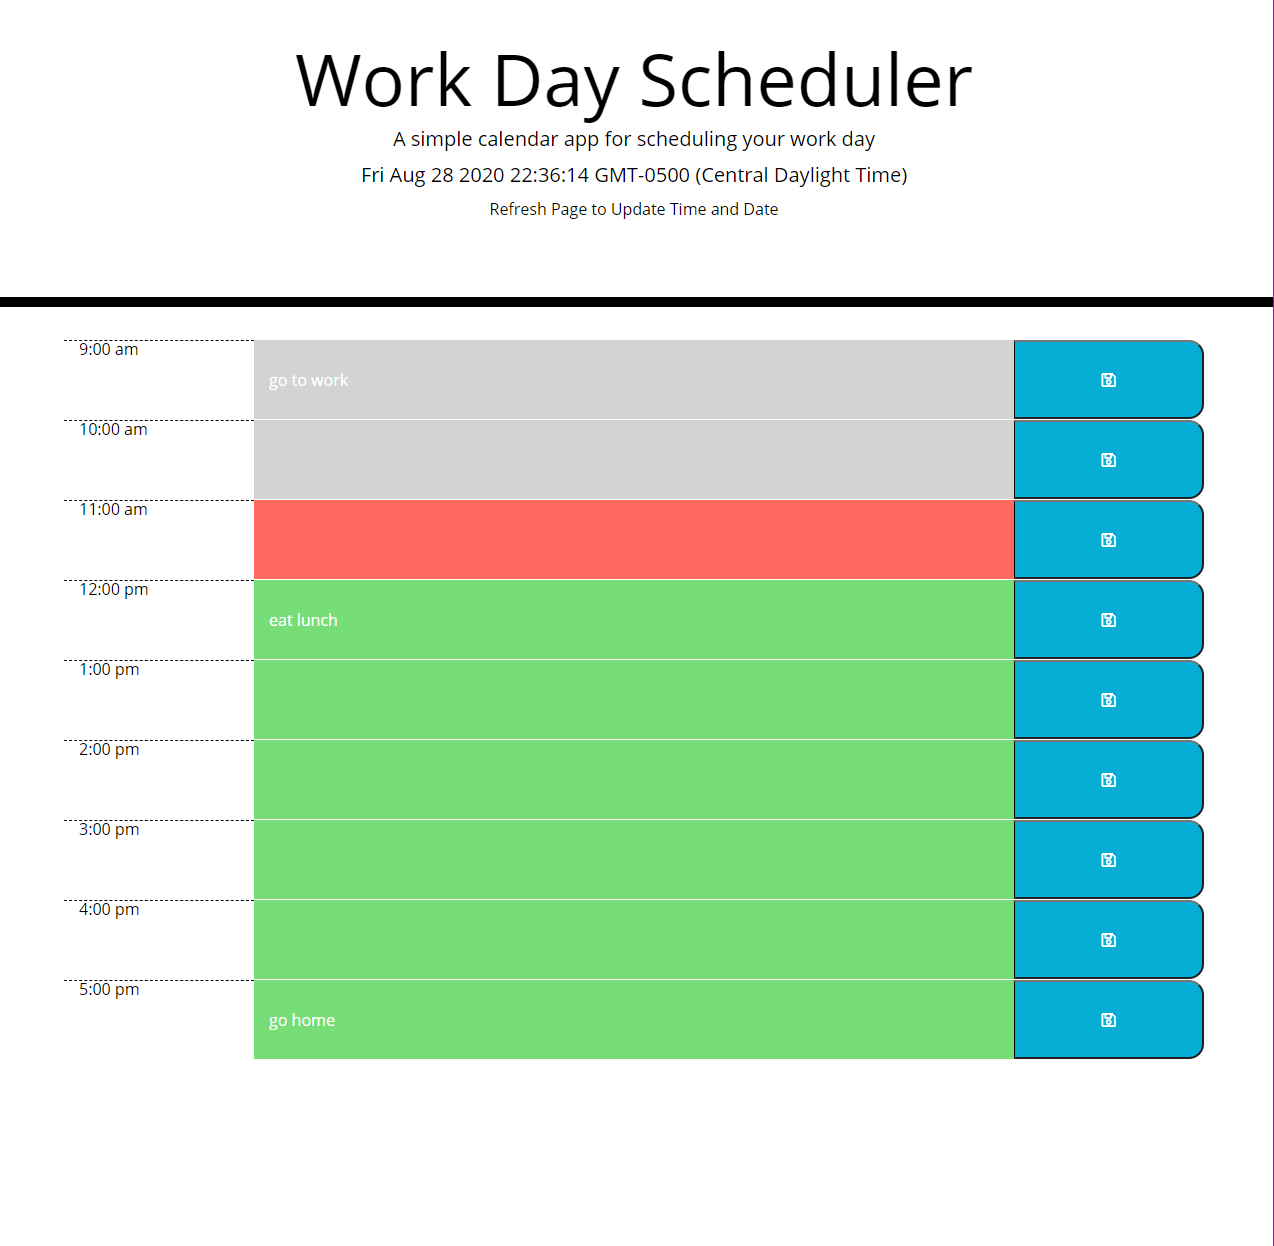 Work Day Scheduler
A simple calendar app for scheduling your work day
Fri Aug 28 2020 22:36:14 GMT-0500 (Central Daylight Time)
Refresh Page to Update Time and Date
9:00 am
go to work
10:00 am
11:00 am
12:00 pm
eat lunch
1:00 pm
2:00 pm
3:00 pm
4:00 pm
5:00 pm
go home